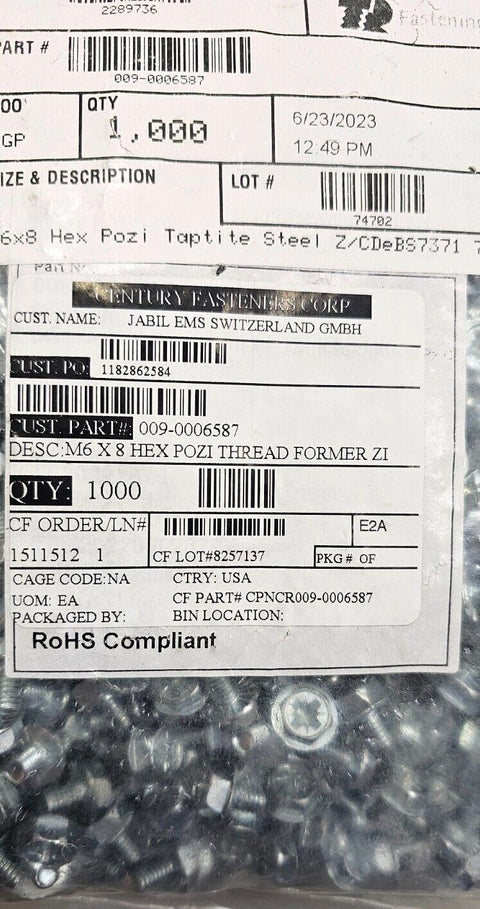 2289736
Fastening
PART #
009-0006587
QTY
1,000
GP
6/23/2023
12:49 PM
IZE & DESCRIPTION
LOT #
74702
6x8 Hex Pozi Taptite Steel Z/CDeBS7371
Part
CENTURY FASTENERS CORP
CUST. NAME: JABIL EMS SWITZERLAND GMBH
CUST. PO: 1182862584
CUST. PART#: 009-0006587
DESC:M6 X 8 HEX POZI THREAD FORMER ZI
QTY: 1000
CF ORDER/LN#
E2A
1511512 1
CF LOT#8257137
PKG # OF
CAGE CODE:NA
CTRY: USA
UOM: EA
CF PART# CPNCR009-0006587
PACKAGED BY:
BIN LOCATION:
RoHS Compliant